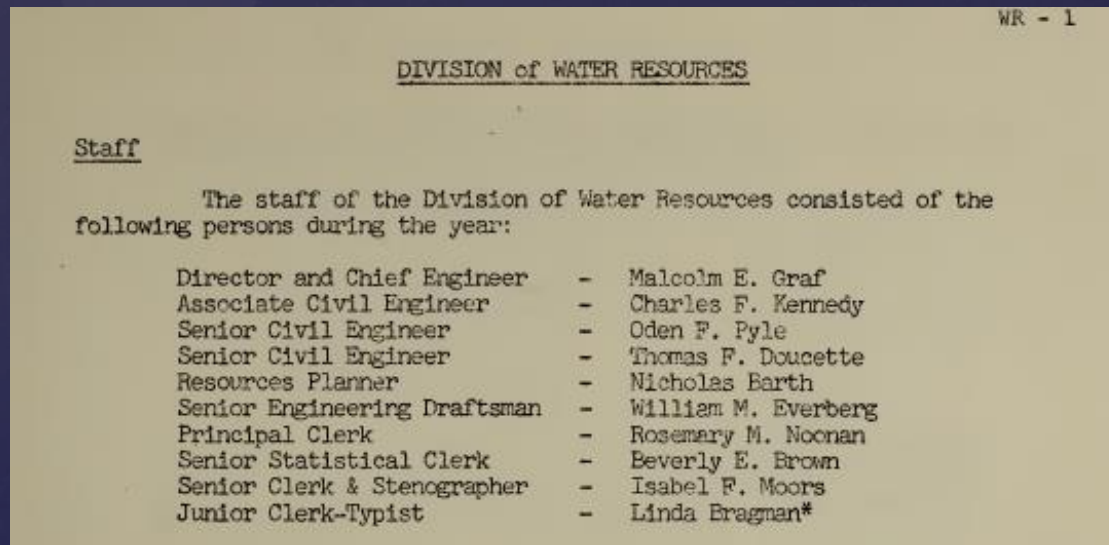 WR - 1
DIVISION of WATER RESOURCES
Staff
The staff of the Division of Water Resources consisted of the
following persons during the year:
Director and Chief Engineer - Malcolm E. Graf
Associate Civil Engineer - Charles F. Kennedy
Senior Civil Engineer - Oden F. Pyle
Senior Civil Engineer - Thomas F. Doucette
Resources Planner - Nicholas Barth
Senior Engineering Draftsman - William M. Everberg
Principal Clerk - Rosemary M. Noonan
Senior Statistical Clerk - Beverly E. Brown
Senior Clerk & Stenographer - Isabel F. Moors
Junior Clerk-Typist - Linda Bragman*